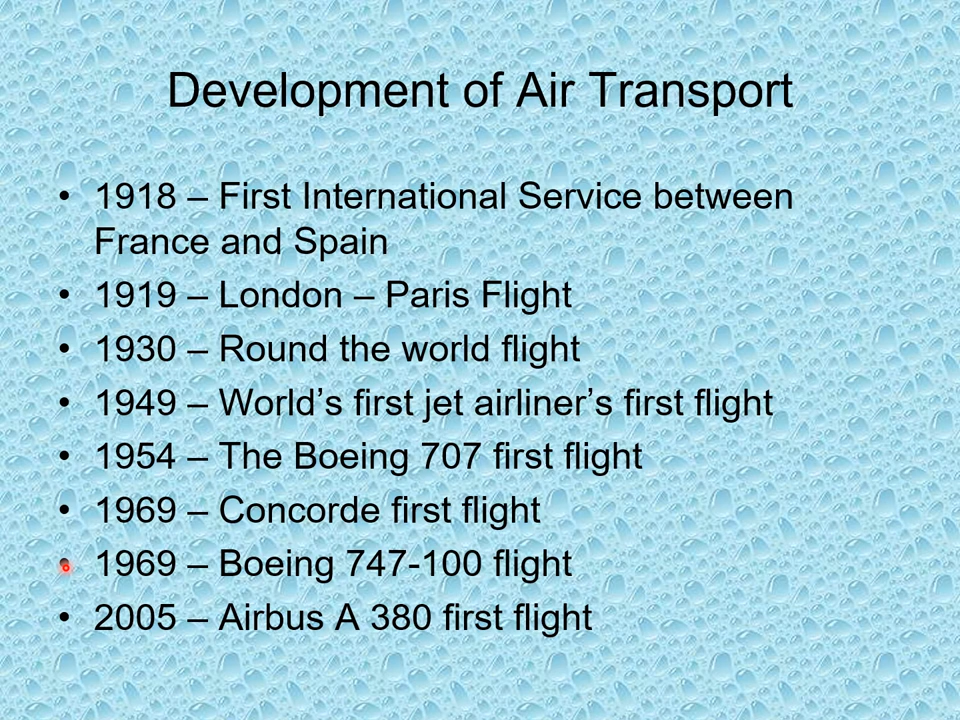 Development of Air Transport
• 1918 – First International Service between
France and Spain
• 1919 – London – Paris Flight
• 1930 – Round the world flight
• 1949 – World’s first jet airliner’s first flight
• 1954 – The Boeing 707 first flight
• 1969 – Concorde first flight
• 1969 – Boeing 747-100 flight
• 2005 – Airbus A 380 first flight